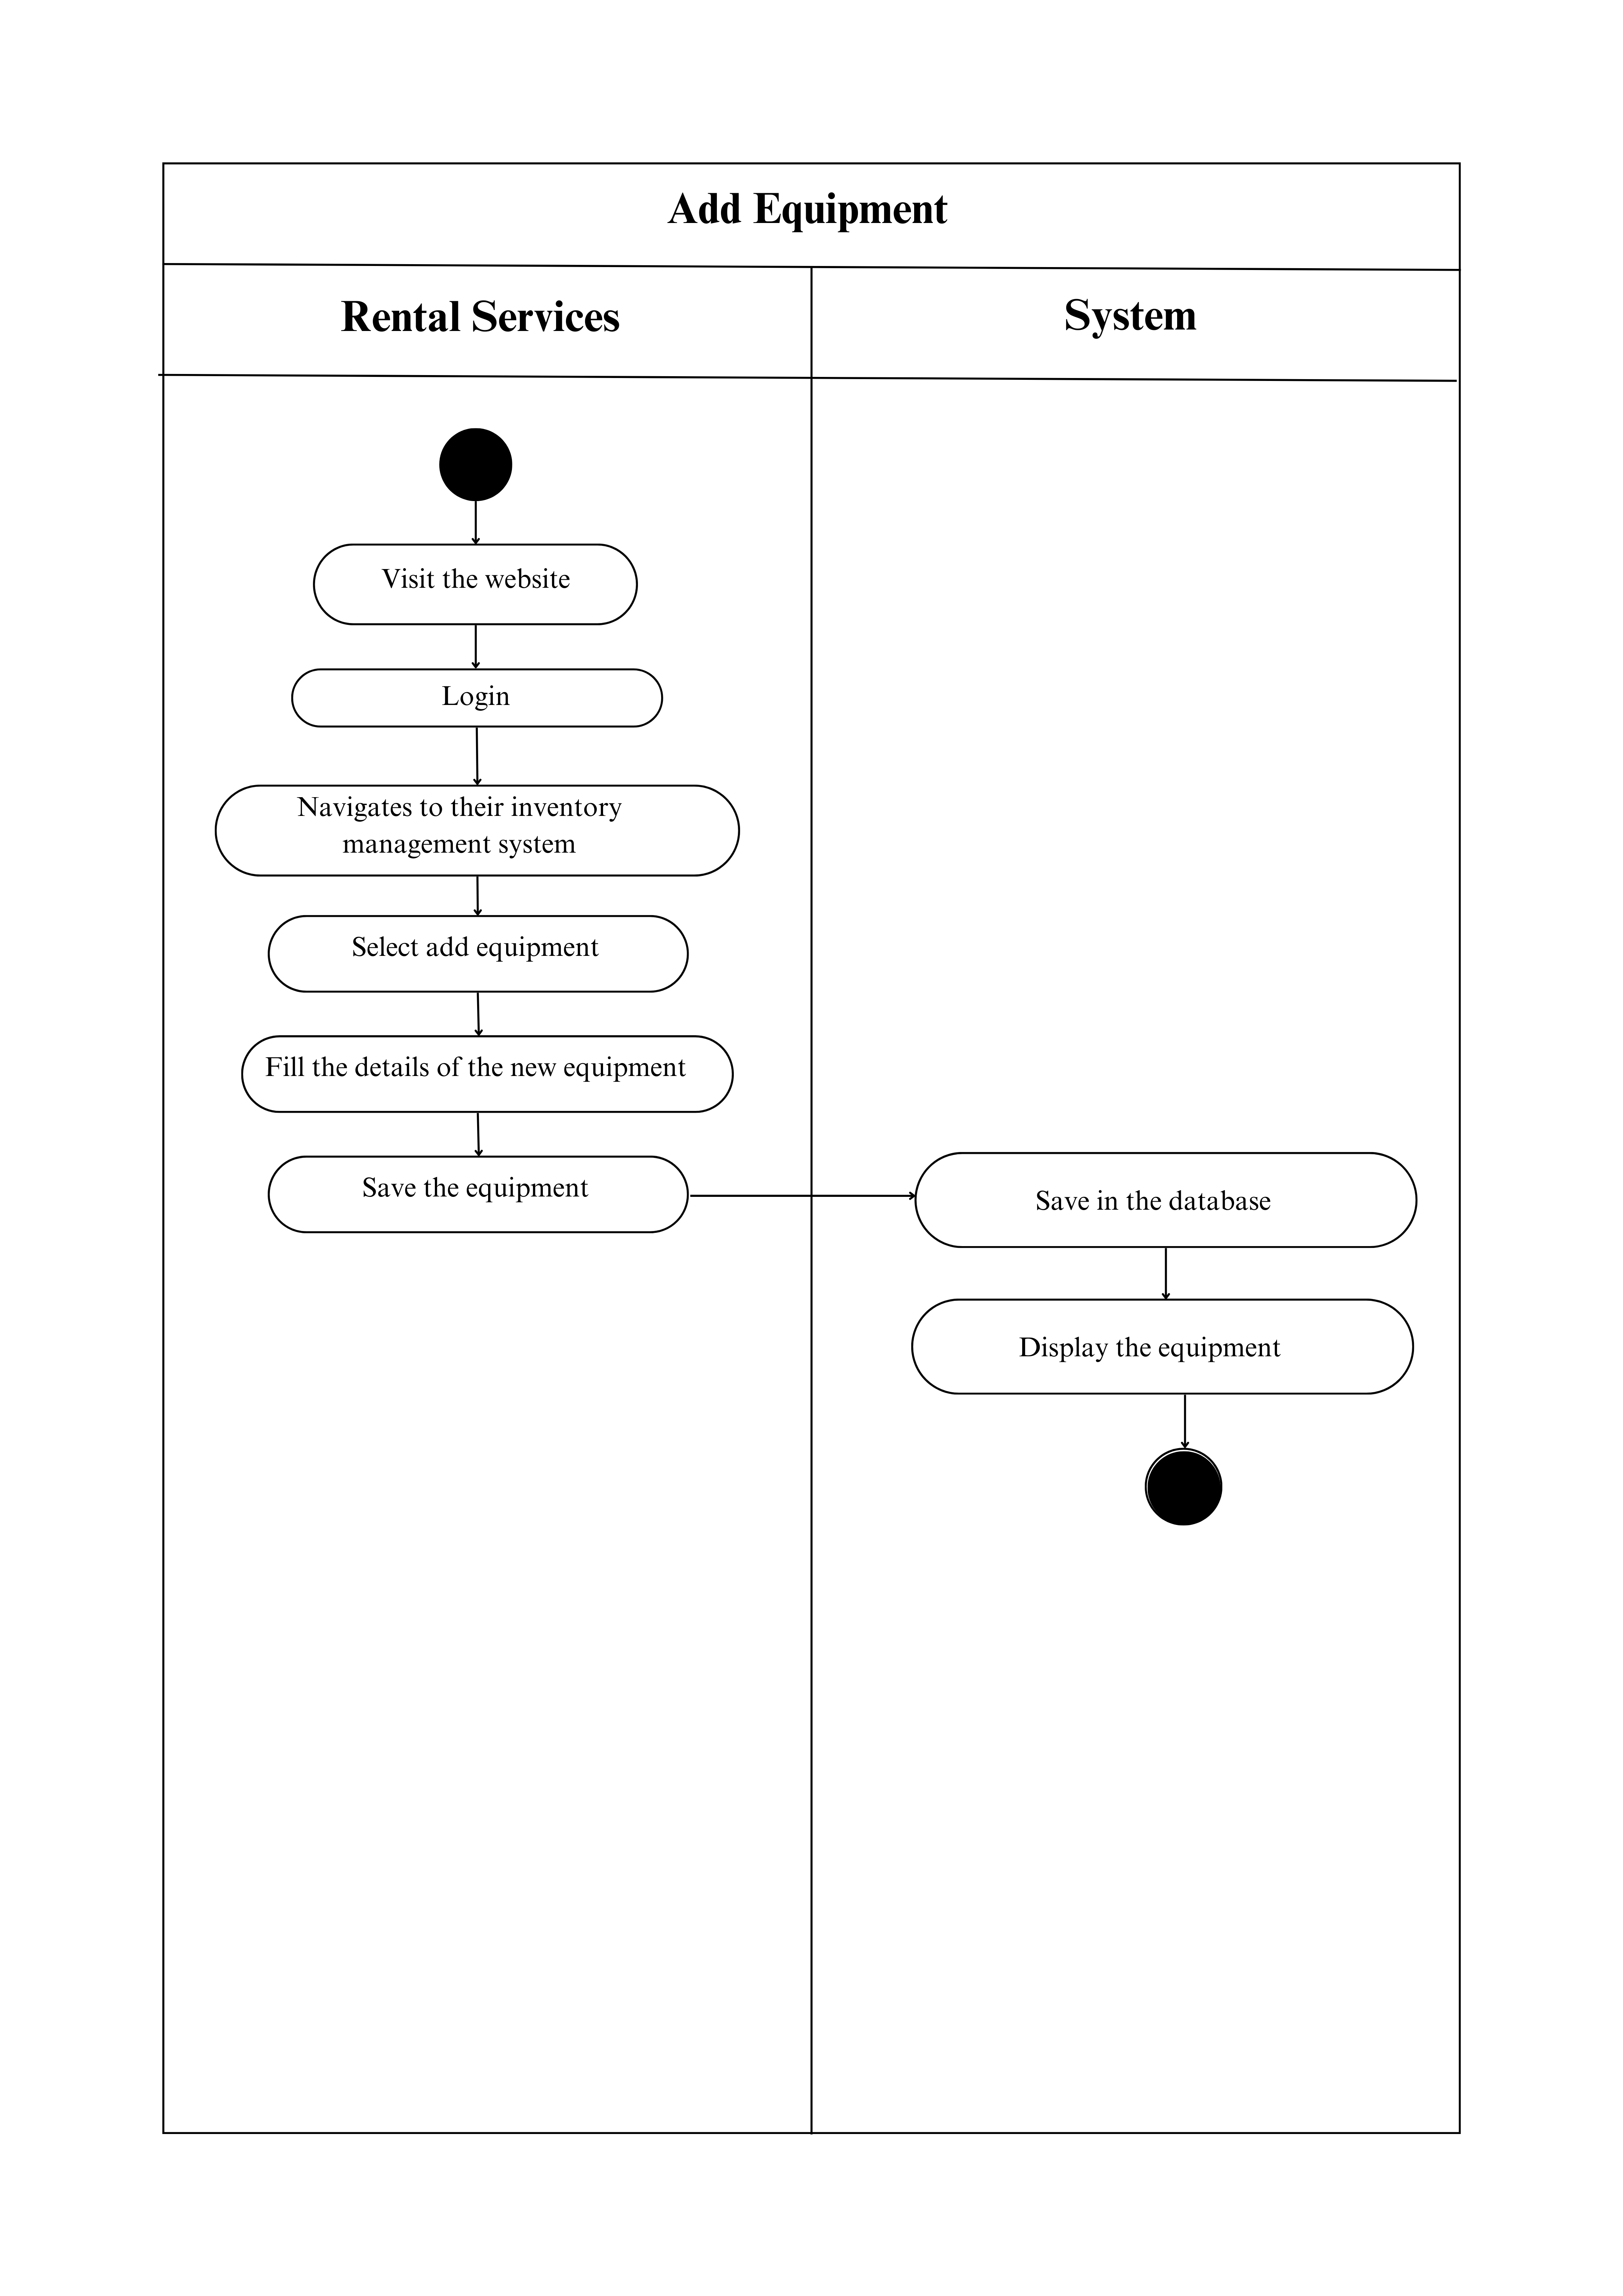 Add Equipment
Rental Services
System
Visit the website
Login
Navigates to their inventory
management system
Select add equipment
Fill the details of the new equipment
Save the equipment
Save in the database
Display the equipment